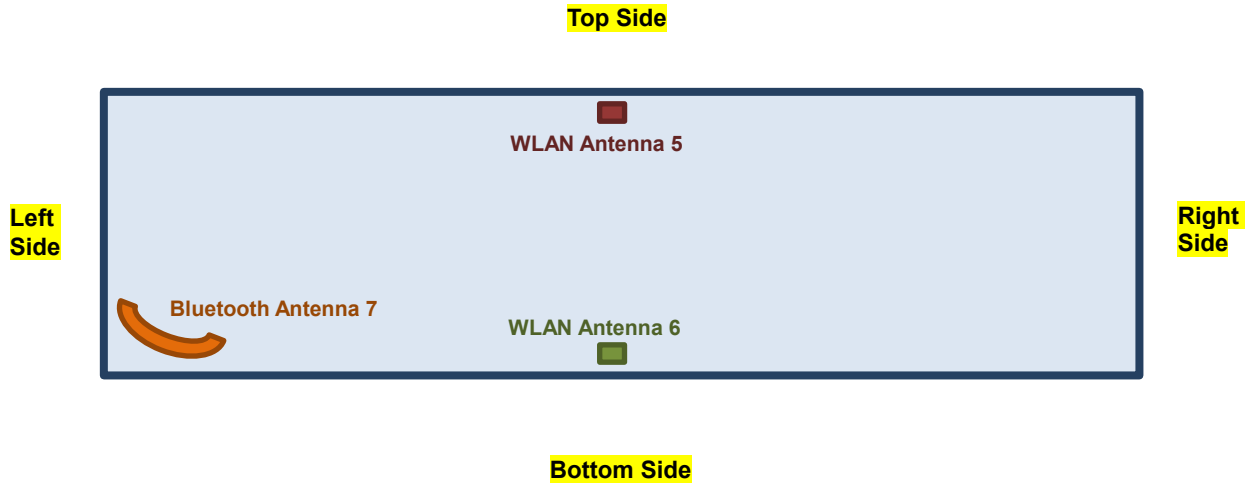 Top Side
WLAN Antenna 5
Left
Side
Right
Side
Bluetooth Antenna 7
WLAN Antenna 6
Bottom Side